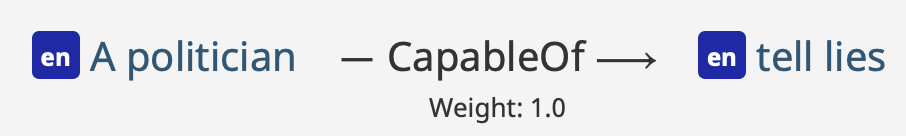 en A politician — CapableOf ⟶ en tell lies
Weight: 1.0